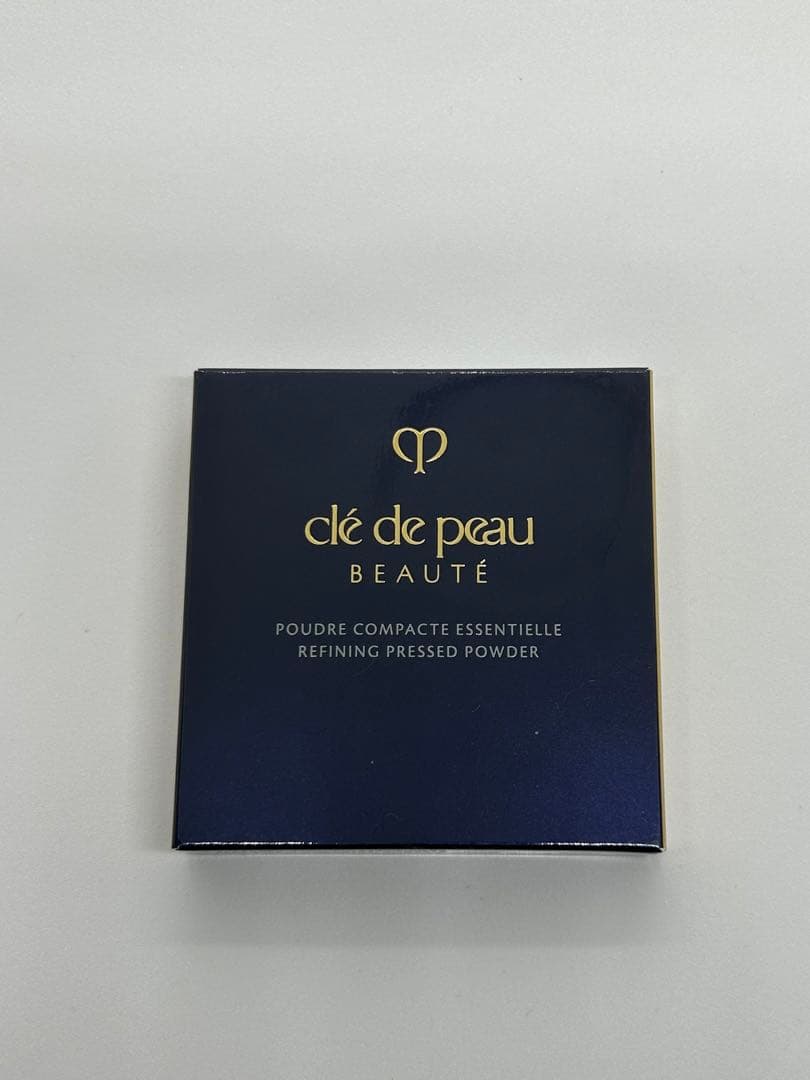 clé de peau
BEAUTÉ
POUDRE COMPACTE ESSENTIELLE
REFINING PRESSED POWDER